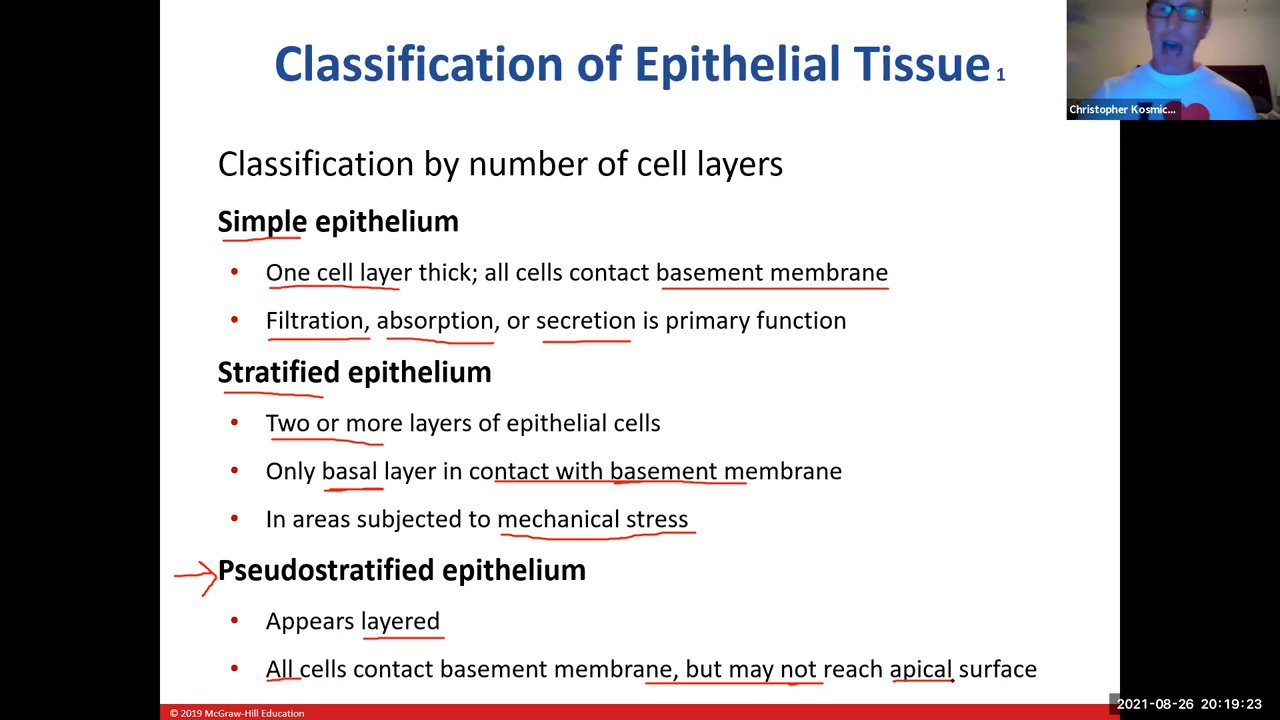 Classification of Epithelial Tissue 1
Christopher Kosmic...
Classification by number of cell layers
Simple epithelium
• One cell layer thick; all cells contact basement membrane
• Filtration, absorption, or secretion is primary function
Stratified epithelium
• Two or more layers of epithelial cells
• Only basal layer in contact with basement membrane
• In areas subjected to mechanical stress
Pseudostratified epithelium
• Appears layered
• All cells contact basement membrane, but may not reach apical surface
© 2019 McGraw-Hill Education
2021-08-26 20:19:23